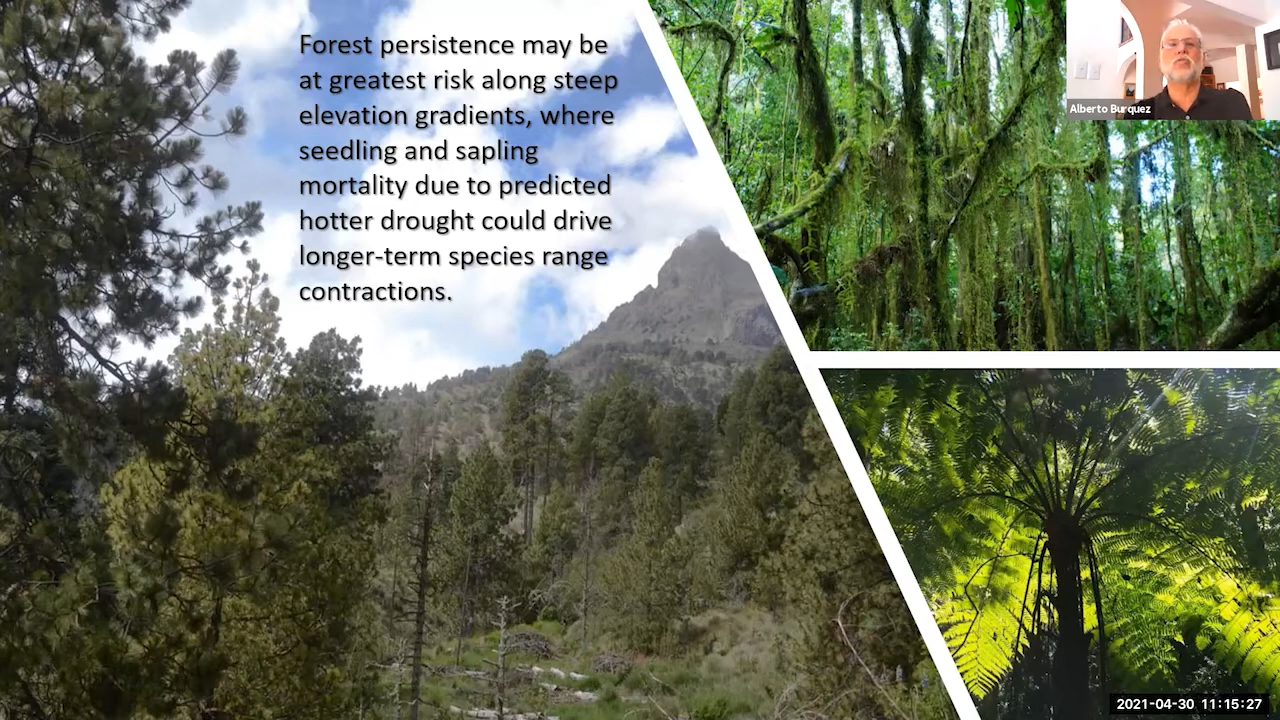 Forest persistence may be
at greatest risk along steep
elevation gradients, where
seedling and sapling
mortality due to predicted
hotter drought could drive
longer-term species range
contractions.
Alberto Burquez
2021-04-30 11:15:27